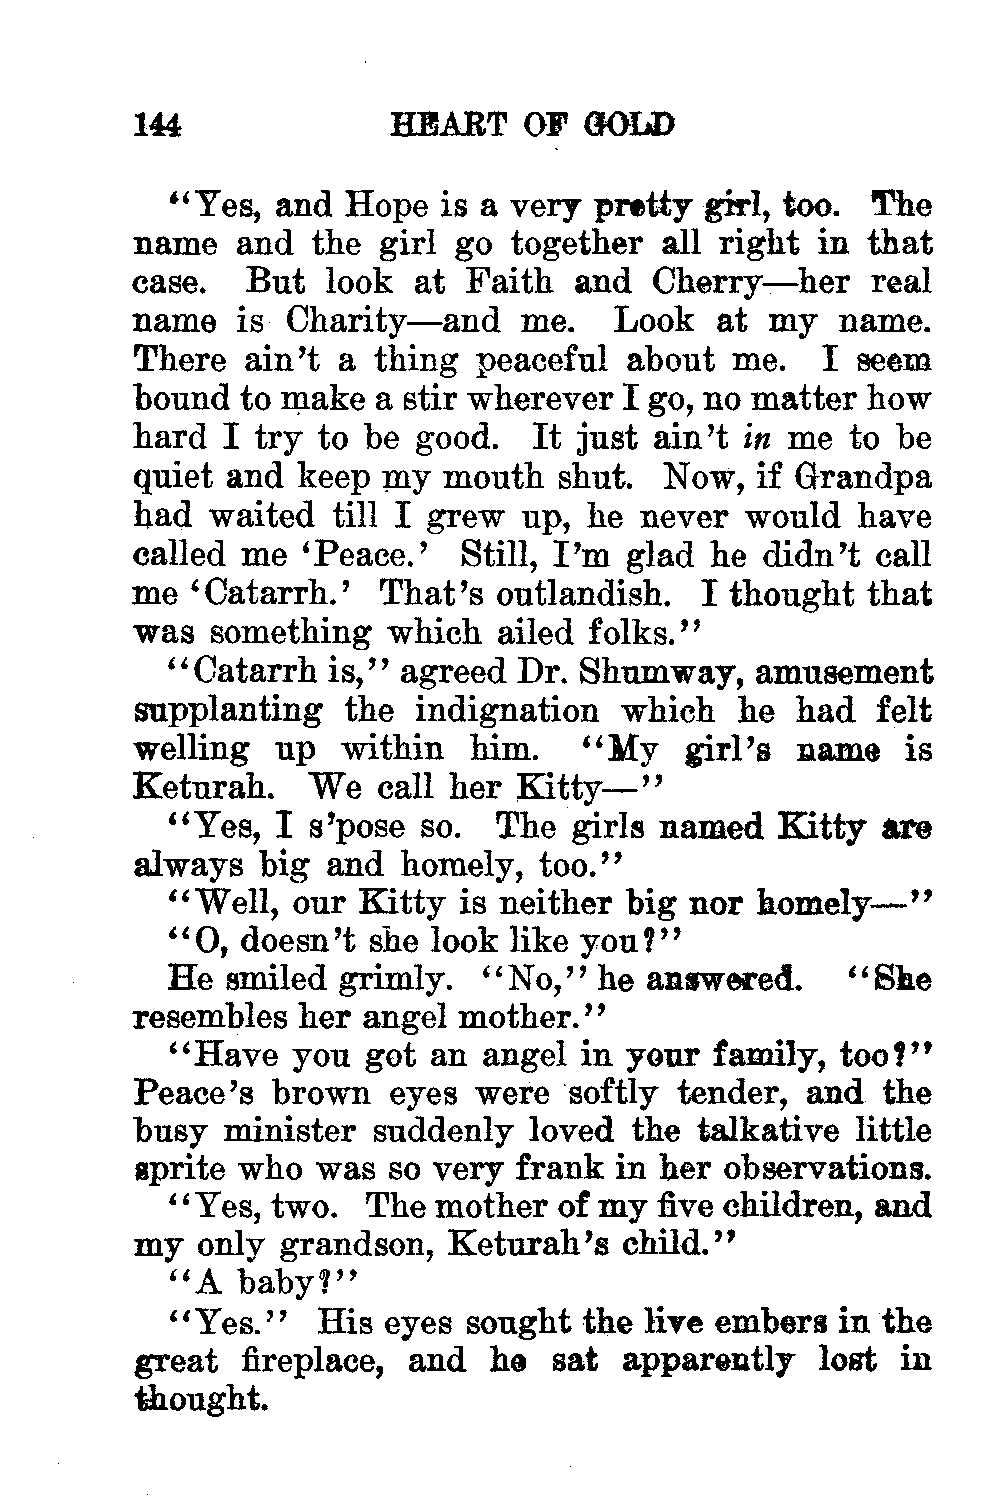 144 HEART OF GOLD
“Yes, and Hope is a very pretty girl, too. The
name and the girl go together all right in that
case. But look at Faith and Cherry—her real
name is Charity—and me. Look at my name.
There ain’t a thing peaceful about me. I seem
bound to make a stir wherever I go, no matter how
hard I try to be good. It just ain’t in me to be
quiet and keep my mouth shut. Now, if Grandpa
had waited till I grew up, he never would have
called me ‘Peace.’ Still, I’m glad he didn’t call
me ‘Catarrh.’ That’s outlandish. I thought that
was something which ailed folks.”
“Catarrh is,” agreed Dr. Shumway, amusement
supplanting the indignation which he had felt
welling up within him. “My girl’s name is
Keturah. We call her Kitty—”
“Yes, I s’pose so. The girls named Kitty are
always big and homely, too.”
“Well, our Kitty is neither big nor homely—”
“O, doesn’t she look like you?”
He smiled grimly. “No,” he answered. “She
resembles her angel mother.”
“Have you got an angel in your family, too?”
Peace’s brown eyes were softly tender, and the
busy minister suddenly loved the talkative little
sprite who was so very frank in her observations.
“Yes, two. The mother of my five children, and
my only grandson, Keturah’s child.”
“A baby?”
“Yes.” His eyes sought the live embers in the
great fireplace, and he sat apparently lost in
thought.